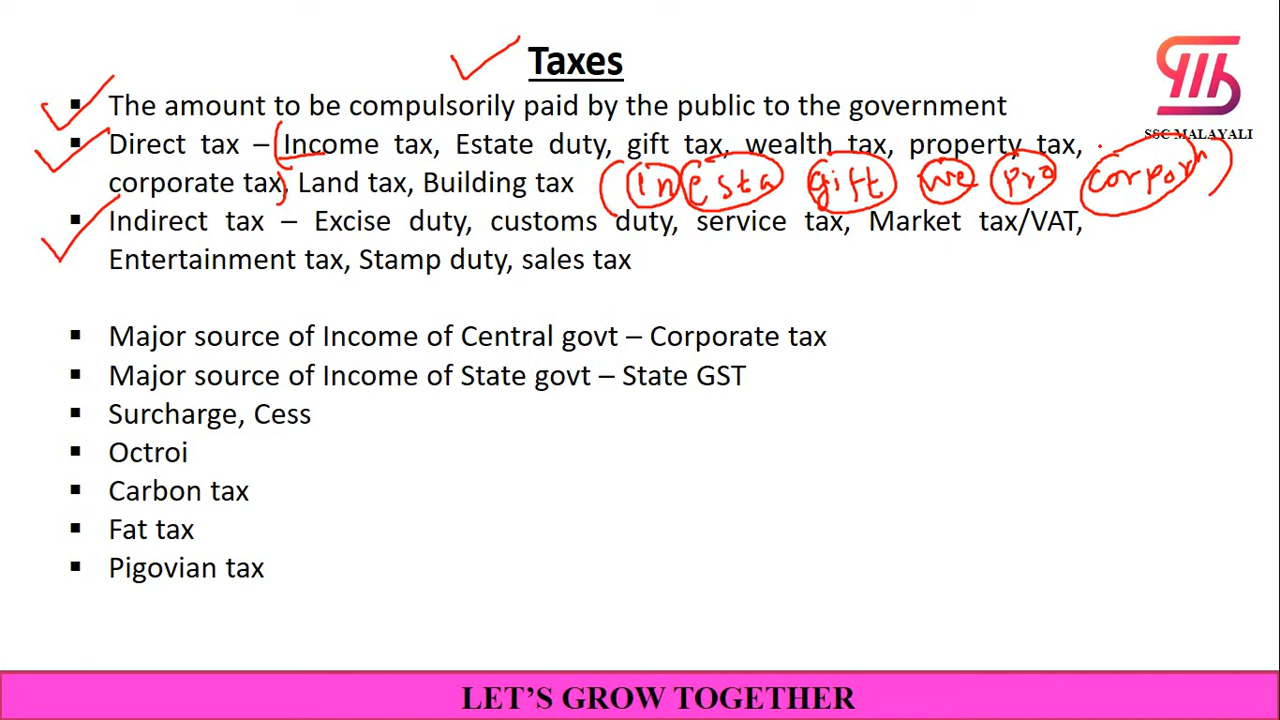 Taxes
▪ The amount to be compulsorily paid by the public to the government
▪ Direct tax – Income tax, Estate duty, gift tax, wealth tax, property tax,
corporate tax, Land tax, Building tax
(In esta gift we pro
▪ Indirect tax – Excise duty, customs duty, service tax, Market tax/VAT,
Entertainment tax, Stamp duty, sales tax
▪ Major source of Income of Central govt – Corporate tax
▪ Major source of Income of State govt – State GST
▪ Surcharge, Cess
▪ Octroi
▪ Carbon tax
▪ Fat tax
▪ Pigovian tax
SSC MALAYALI
LET'S GROW TOGETHER